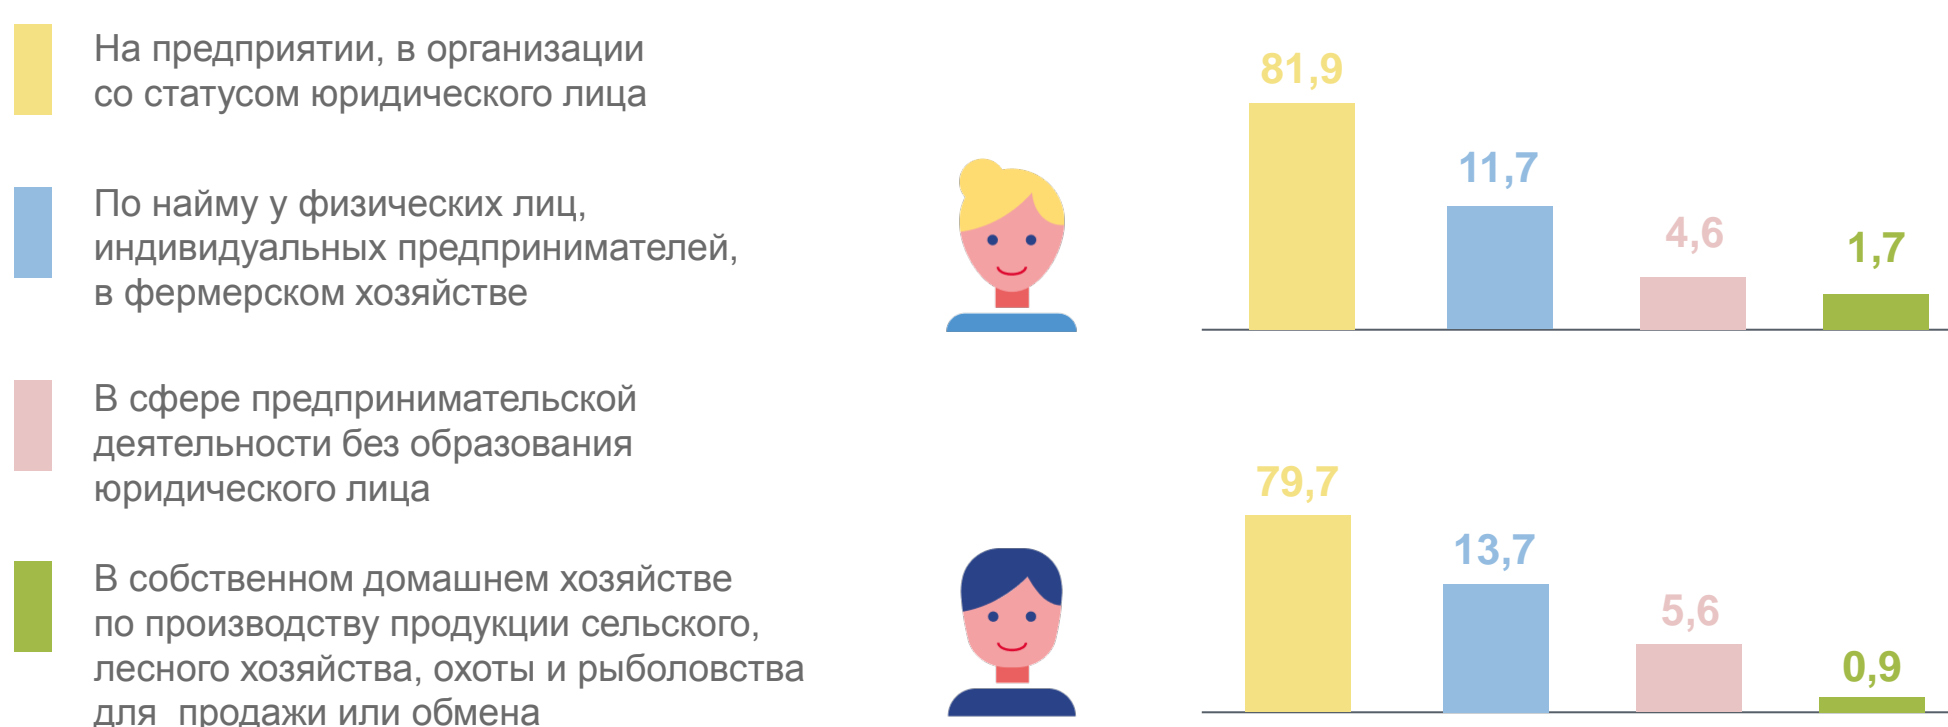 На предприятии, в организации
со статусом юридического лица
По найму у физических лиц,
индивидуальных предпринимателей,
в фермерском хозяйстве
В сфере предпринимательской
деятельности без образования
юридического лица
В собственном домашнем хозяйстве
по производству продукции сельского,
лесного хозяйства, охоты и рыболовства
для продажи или обмена
81,9
11,7
4,6
1,7
79,7
13,7
5,6
0,9